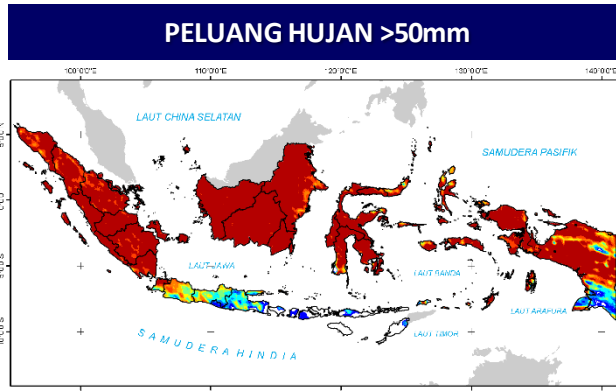 PELUANG HUJAN >50mm
100°0'0"E 110°0'0"E 120°0'0"E 130°0'0"E 140°0'0"E
LAUT CHINA SELATAN
SAMUDERA PASIFIK
LAUT JAWA
LAUT BANDA
LAUT ARAFURA
LAUT TIMOR
SAMUDERA HINDIA